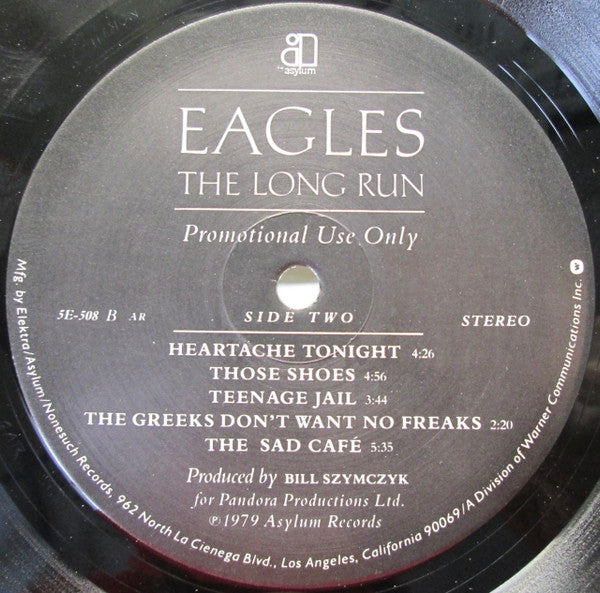 asylum
EAGLES
THE LONG RUN
Promotional Use Only
5E-508 B AR
SIDE TWO
STEREO
HEARTACHE TONIGHT 4:26
THOSE SHOES 4:56
TEENAGE JAIL 3:44
THE GREEKS DON'T WANT NO FREAKS 2:20
THE SAD CAFÉ 5:35
Produced by BILL SZYMCZYK
for Pandora Productions Ltd.
℗1979 Asylum Records
Mfg. by Elektra/Asylum/Nonesuch Records, 962 North La Cienega Blvd., Los Angeles, California 90069/A Division of Warner Communications Inc. W